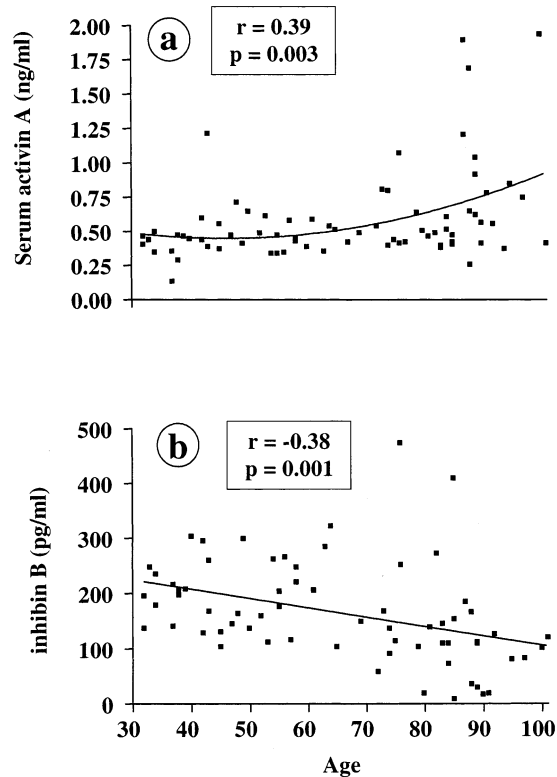 a
r = 0.39
p = 0.003
Serum activin A (ng/ml)
2.00
1.75
1.50
1.25
1.00
0.75
0.50
0.25
0.00
b
r = -0.38
p = 0.001
inhibin B (pg/ml)
500
400
300
200
100
0
30 40 50 60 70 80 90 100
Age